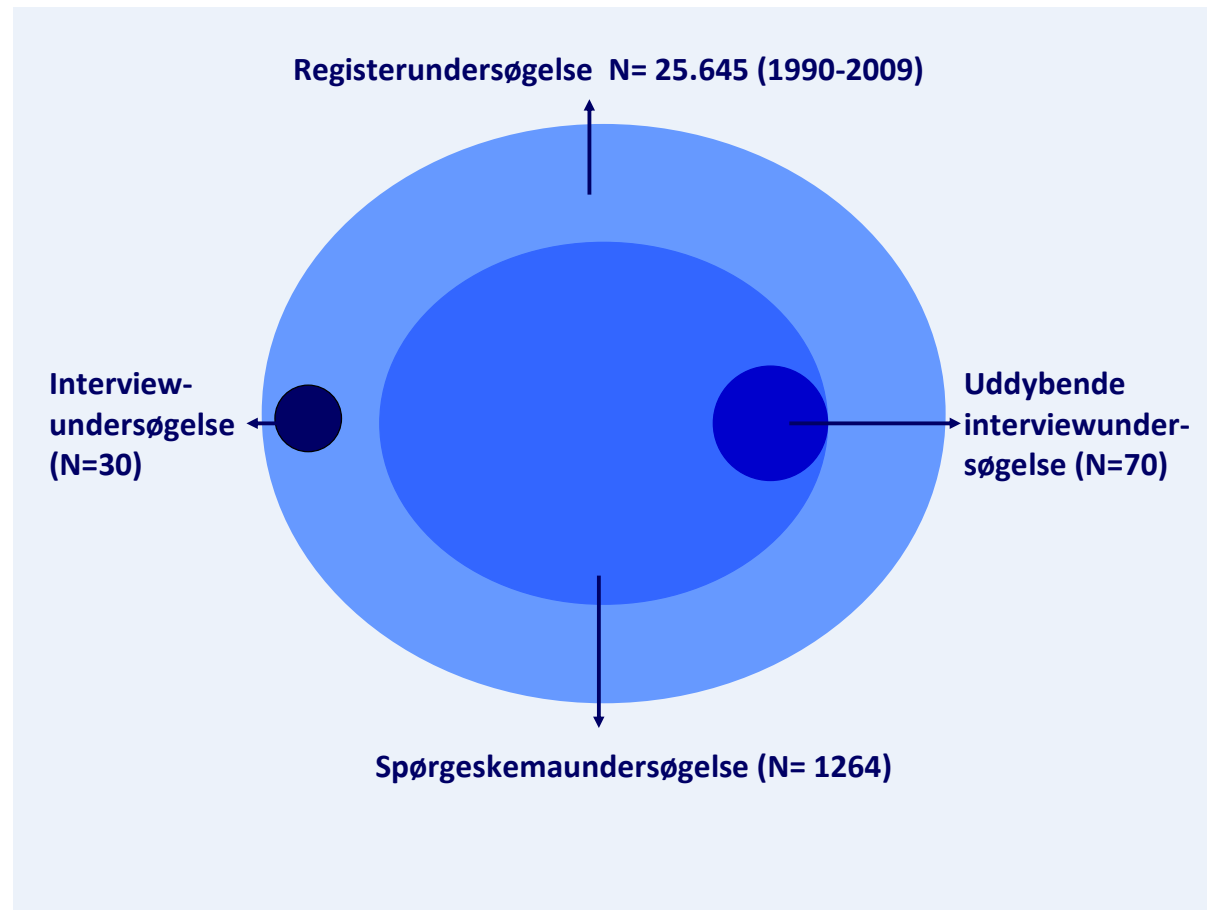 Registerundersøgelse  N= 25.645 (1990-2009)
Interview-
undersøgelse
(N=30)
Uddybende
interviewunder-
søgelse (N=70)
Spørgeskemaundersøgelse (N= 1264)